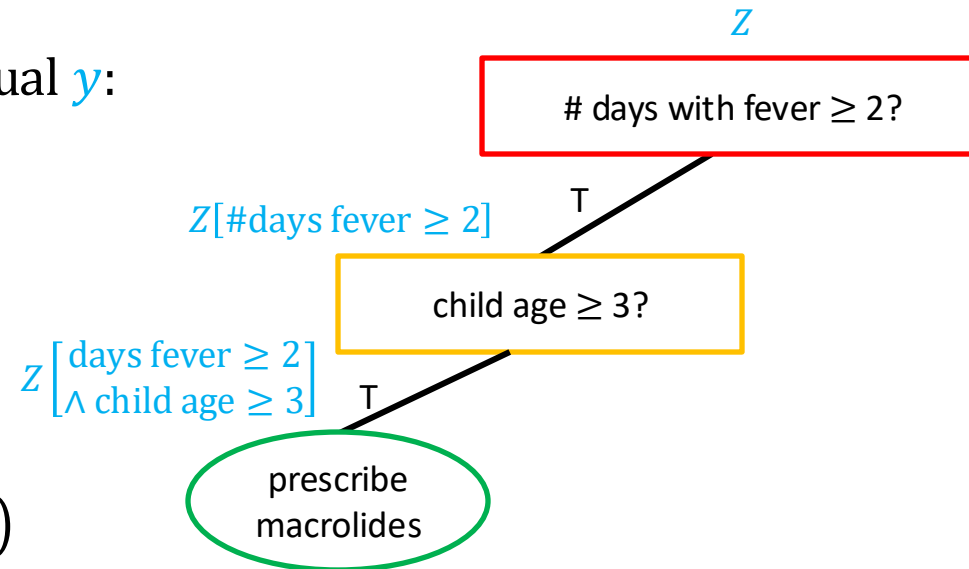 Z
ual y:
# days with fever ≥ 2?
T
Z[#days fever ≥ 2]
child age ≥ 3?
Z[days fever ≥ 2
∧ child age ≥ 3]
T
prescribe
macrolides
)